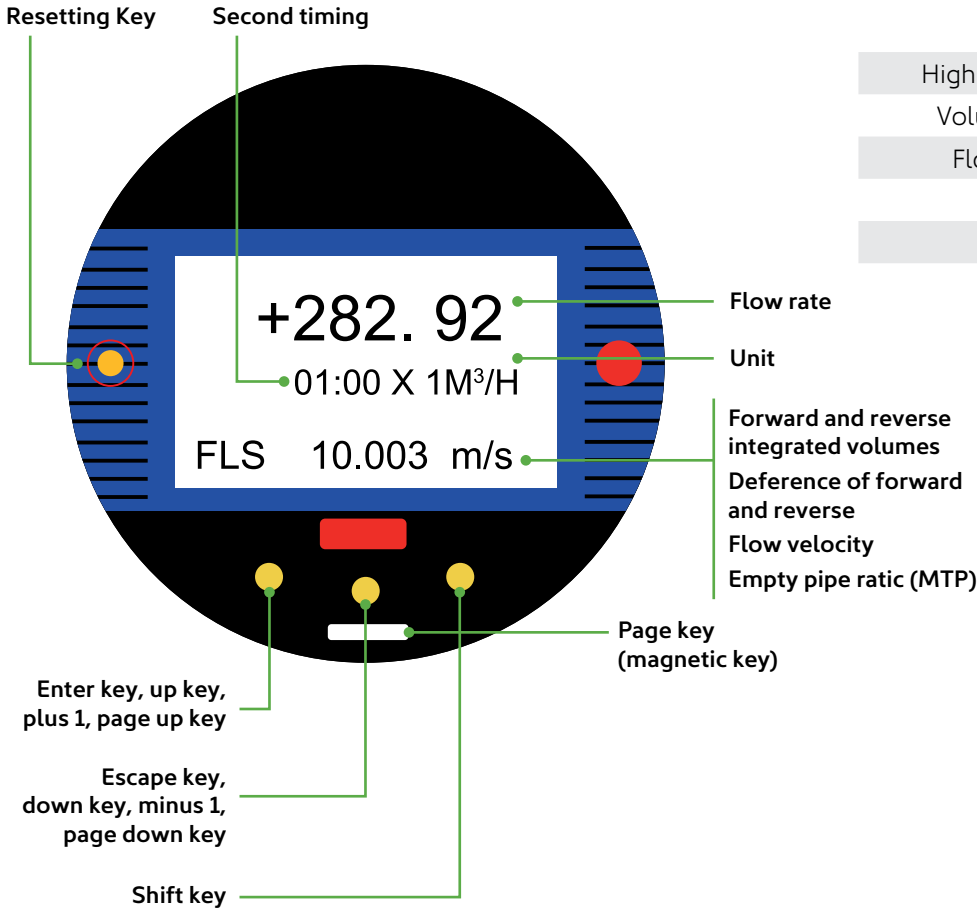 Resetting Key
Second timing
High
Volu
Flo
+282. 92
01:00 X 1M³/H
FLS 10.003 m/s
Flow rate
Unit
Forward and reverse
integrated volumes
Deference of forward
and reverse
Flow velocity
Empty pipe ratic (MTP)
Page key
(magnetic key)
Enter key, up key,
plus 1, page up key
Escape key,
down key, minus 1,
page down key
Shift key